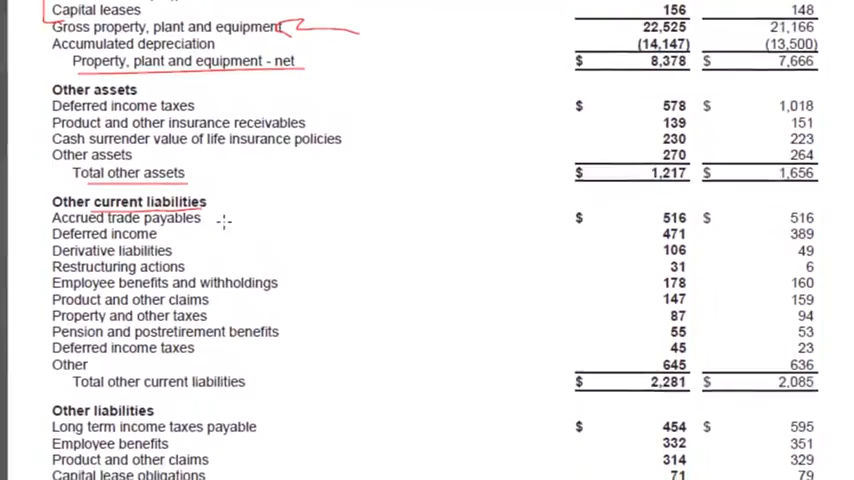 Capital leases 156 148
Gross property, plant and equipment 22,525 21,166
Accumulated depreciation (14,147) (13,500)
Property, plant and equipment - net $ 8,378 $ 7,666
Other assets
Deferred income taxes $ 578 $ 1,018
Product and other insurance receivables 139 151
Cash surrender value of life insurance policies 230 223
Other assets 270 264
Total other assets $ 1,217 $ 1,656
Other current liabilities
Accrued trade payables $ 516 $ 516
Deferred income 471 389
Derivative liabilities 106 49
Restructuring actions 31 6
Employee benefits and withholdings 178 160
Product and other claims 147 159
Property and other taxes 87 94
Pension and postretirement benefits 55 53
Deferred income taxes 45 23
Other 645 636
Total other current liabilities $ 2,281 $ 2,085
Other liabilities
Long term income taxes payable $ 454 $ 595
Employee benefits 332 351
Product and other claims 314 329
Capital lease obligations 71 79